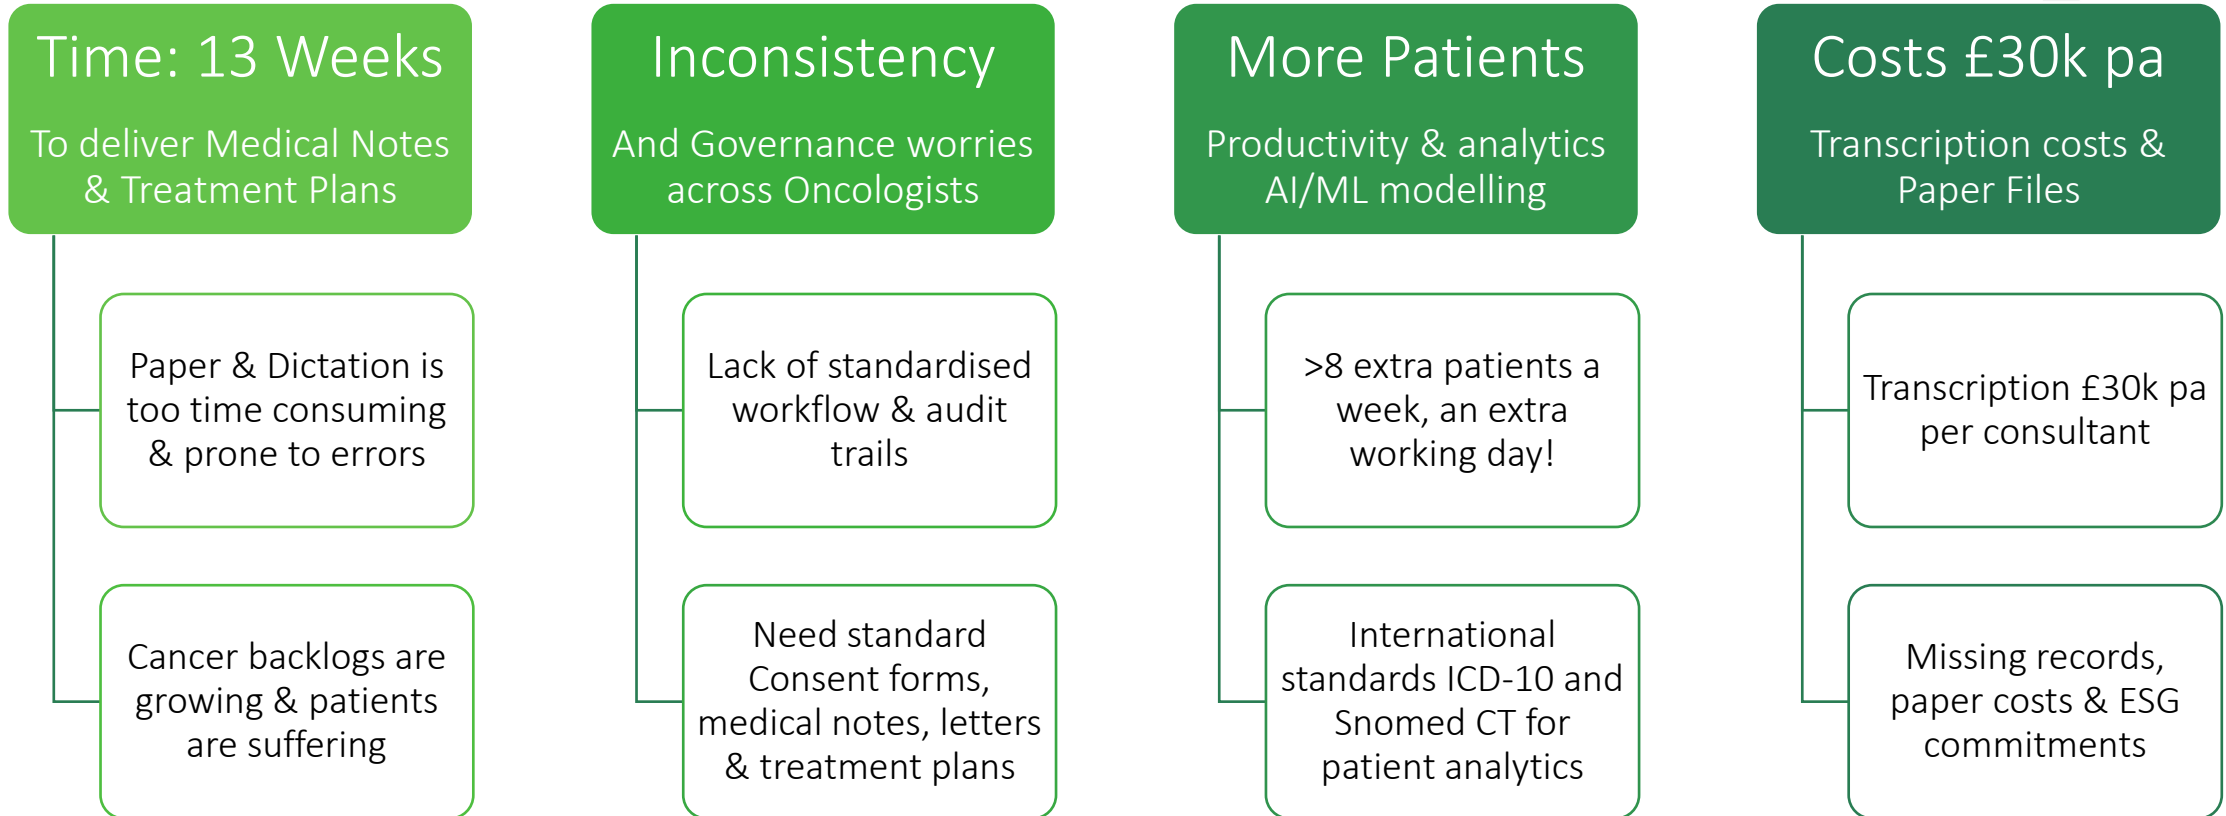 Time: 13 Weeks
To deliver Medical Notes
& Treatment Plans
Paper & Dictation is
too time consuming
& prone to errors
Cancer backlogs are
growing & patients
are suffering
Inconsistency
And Governance worries
across Oncologists
Lack of standardised
workflow & audit
trails
Need standard
Consent forms,
medical notes, letters
& treatment plans
More Patients
Productivity & analytics
AI/ML modelling
>8 extra patients a
week, an extra
working day!
International
standards ICD-10 and
Snomed CT for
patient analytics
Costs £30k pa
Transcription costs &
Paper Files
Transcription £30k pa
per consultant
Missing records,
paper costs & ESG
commitments